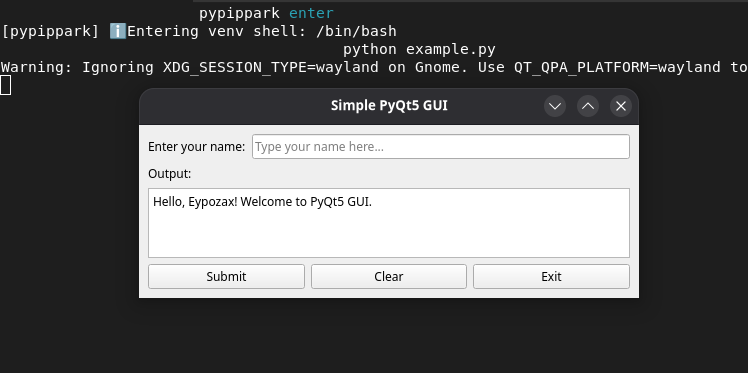 pypippark enter
[pypippark] ℹ️Entering venv shell: /bin/bash
python example.py
Warning: Ignoring XDG_SESSION_TYPE=wayland on Gnome. Use QT_QPA_PLATFORM=wayland to
Simple PyQt5 GUI
Enter your name: Type your name here...
Output:
Hello, Eypozax! Welcome to PyQt5 GUI.
Submit Clear Exit